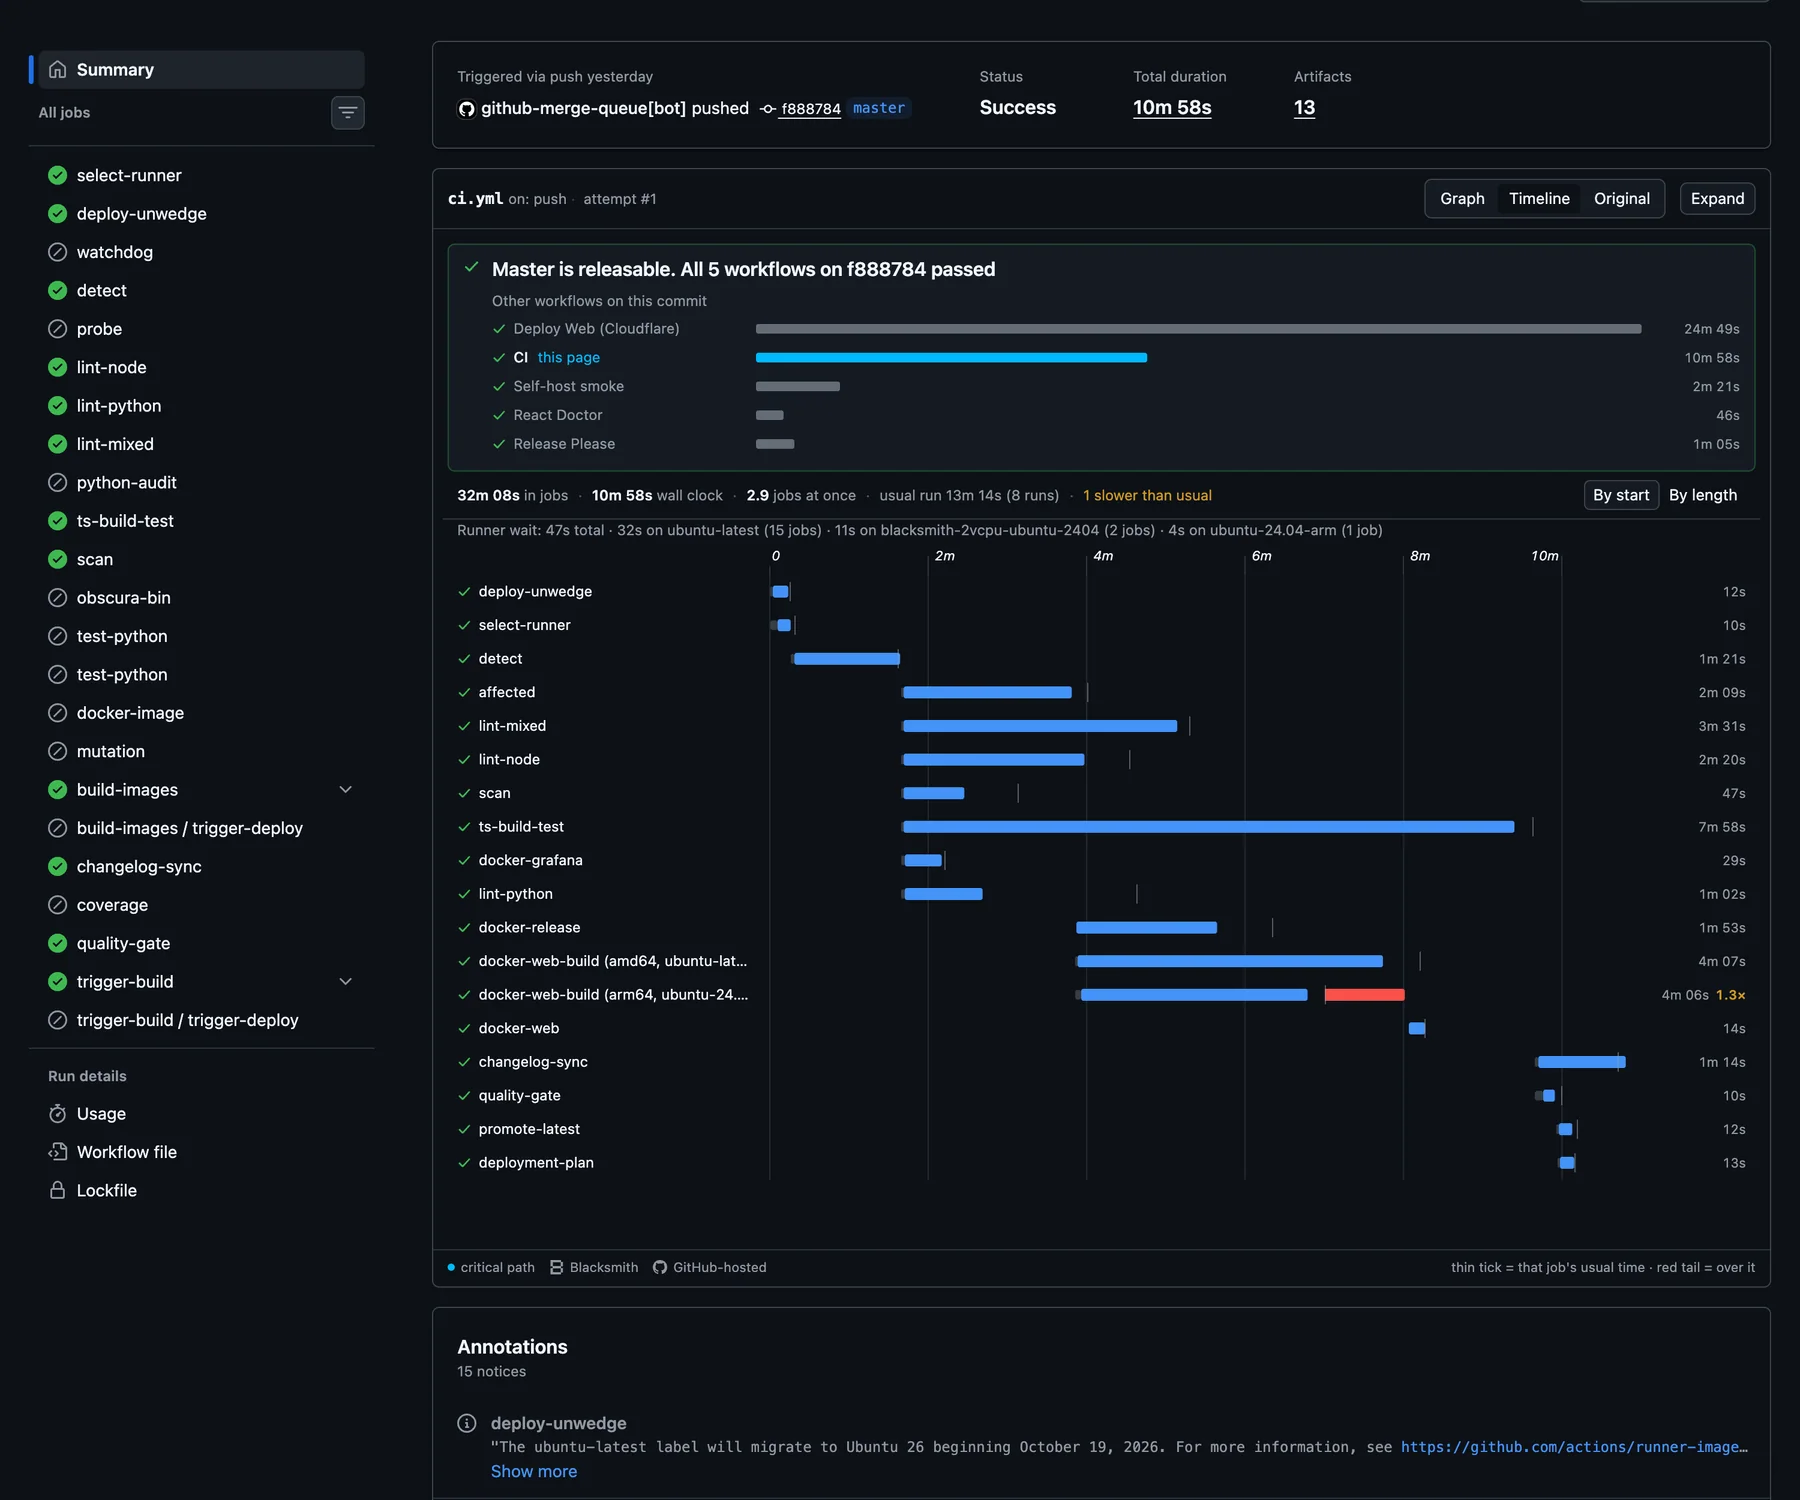 Summary
All jobs
select-runner
deploy-unwedge
watchdog
detect
probe
lint-node
lint-python
lint-mixed
python-audit
ts-build-test
scan
obscura-bin
test-python
test-python
docker-image
mutation
build-images
build-images / trigger-deploy
changelog-sync
coverage
quality-gate
trigger-build
trigger-build / trigger-deploy
Run details
Usage
Workflow file
Lockfile
Triggered via push yesterday
github-merge-queue[bot] pushed f888784 master
Status
Success
Total duration
10m 58s
Artifacts
13
ci.yml on: push · attempt #1
Graph Timeline Original Expand
Master is releasable. All 5 workflows on f888784 passed
Other workflows on this commit
Deploy Web (Cloudflare) 24m 49s
CI this page 10m 58s
Self-host smoke 2m 21s
React Doctor 46s
Release Please 1m 05s
32m 08s in jobs · 10m 58s wall clock · 2.9 jobs at once · usual run 13m 14s (8 runs) · 1 slower than usual
By start By length
Runner wait: 47s total · 32s on ubuntu-latest (15 jobs) · 11s on blacksmith-2vcpu-ubuntu-2404 (2 jobs) · 4s on ubuntu-24.04-arm (1 job)
0 2m 4m 6m 8m 10m
deploy-unwedge 12s
select-runner 10s
detect 1m 21s
affected 2m 09s
lint-mixed 3m 31s
lint-node 2m 20s
scan 47s
ts-build-test 7m 58s
docker-grafana 29s
lint-python 1m 02s
docker-release 1m 53s
docker-web-build (amd64, ubuntu-lat... 4m 07s
docker-web-build (arm64, ubuntu-24.... 4m 06s 1.3×
docker-web 14s
changelog-sync 1m 14s
quality-gate 10s
promote-latest 12s
deployment-plan 13s
critical path Blacksmith GitHub-hosted
thin tick = that job's usual time · red tail = over it
Annotations
15 notices
deploy-unwedge
"The ubuntu-latest label will migrate to Ubuntu 26 beginning October 19, 2026. For more information, see https://github.com/actions/runner-image…
Show more